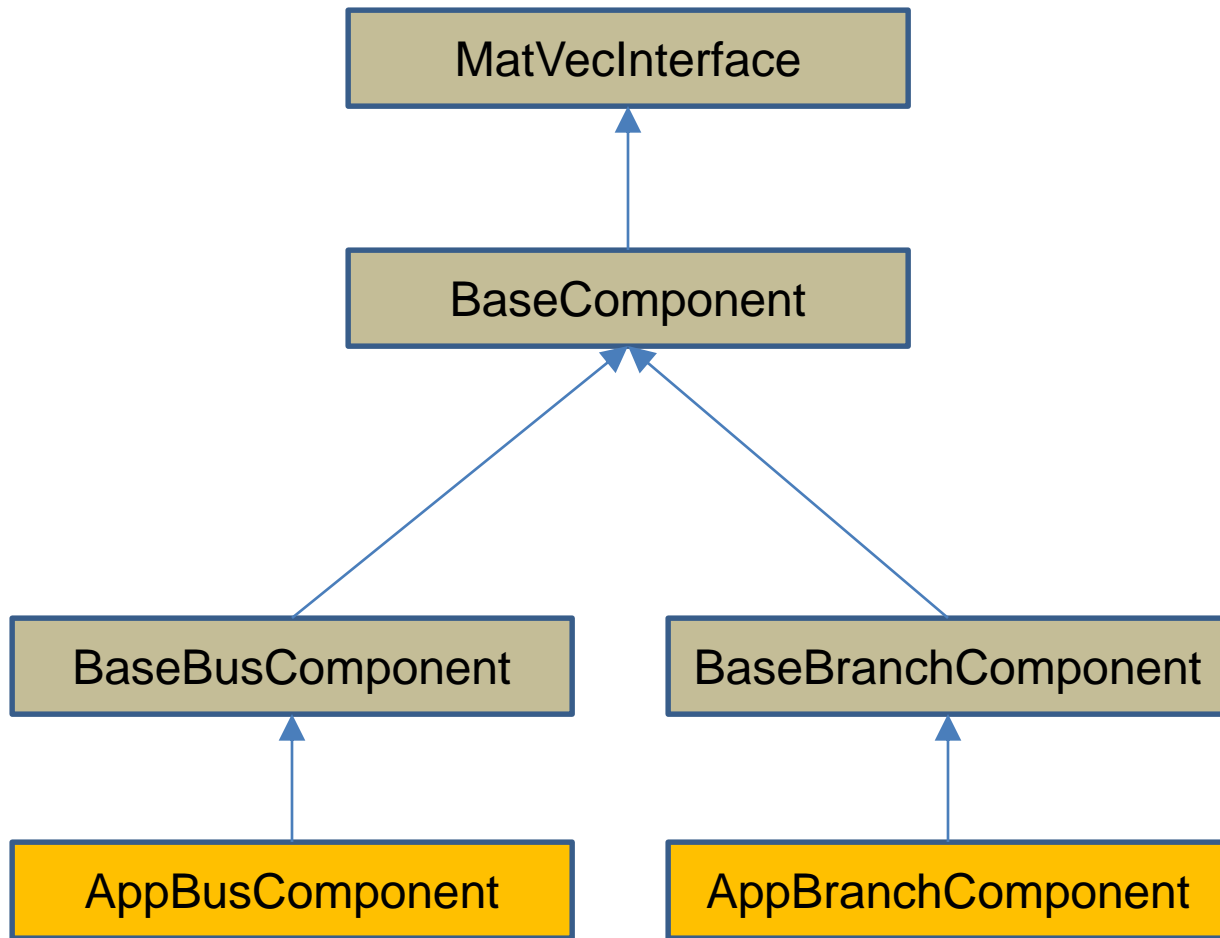 MatVecInterface
BaseComponent
BaseBusComponent
BaseBranchComponent
AppBusComponent
AppBranchComponent